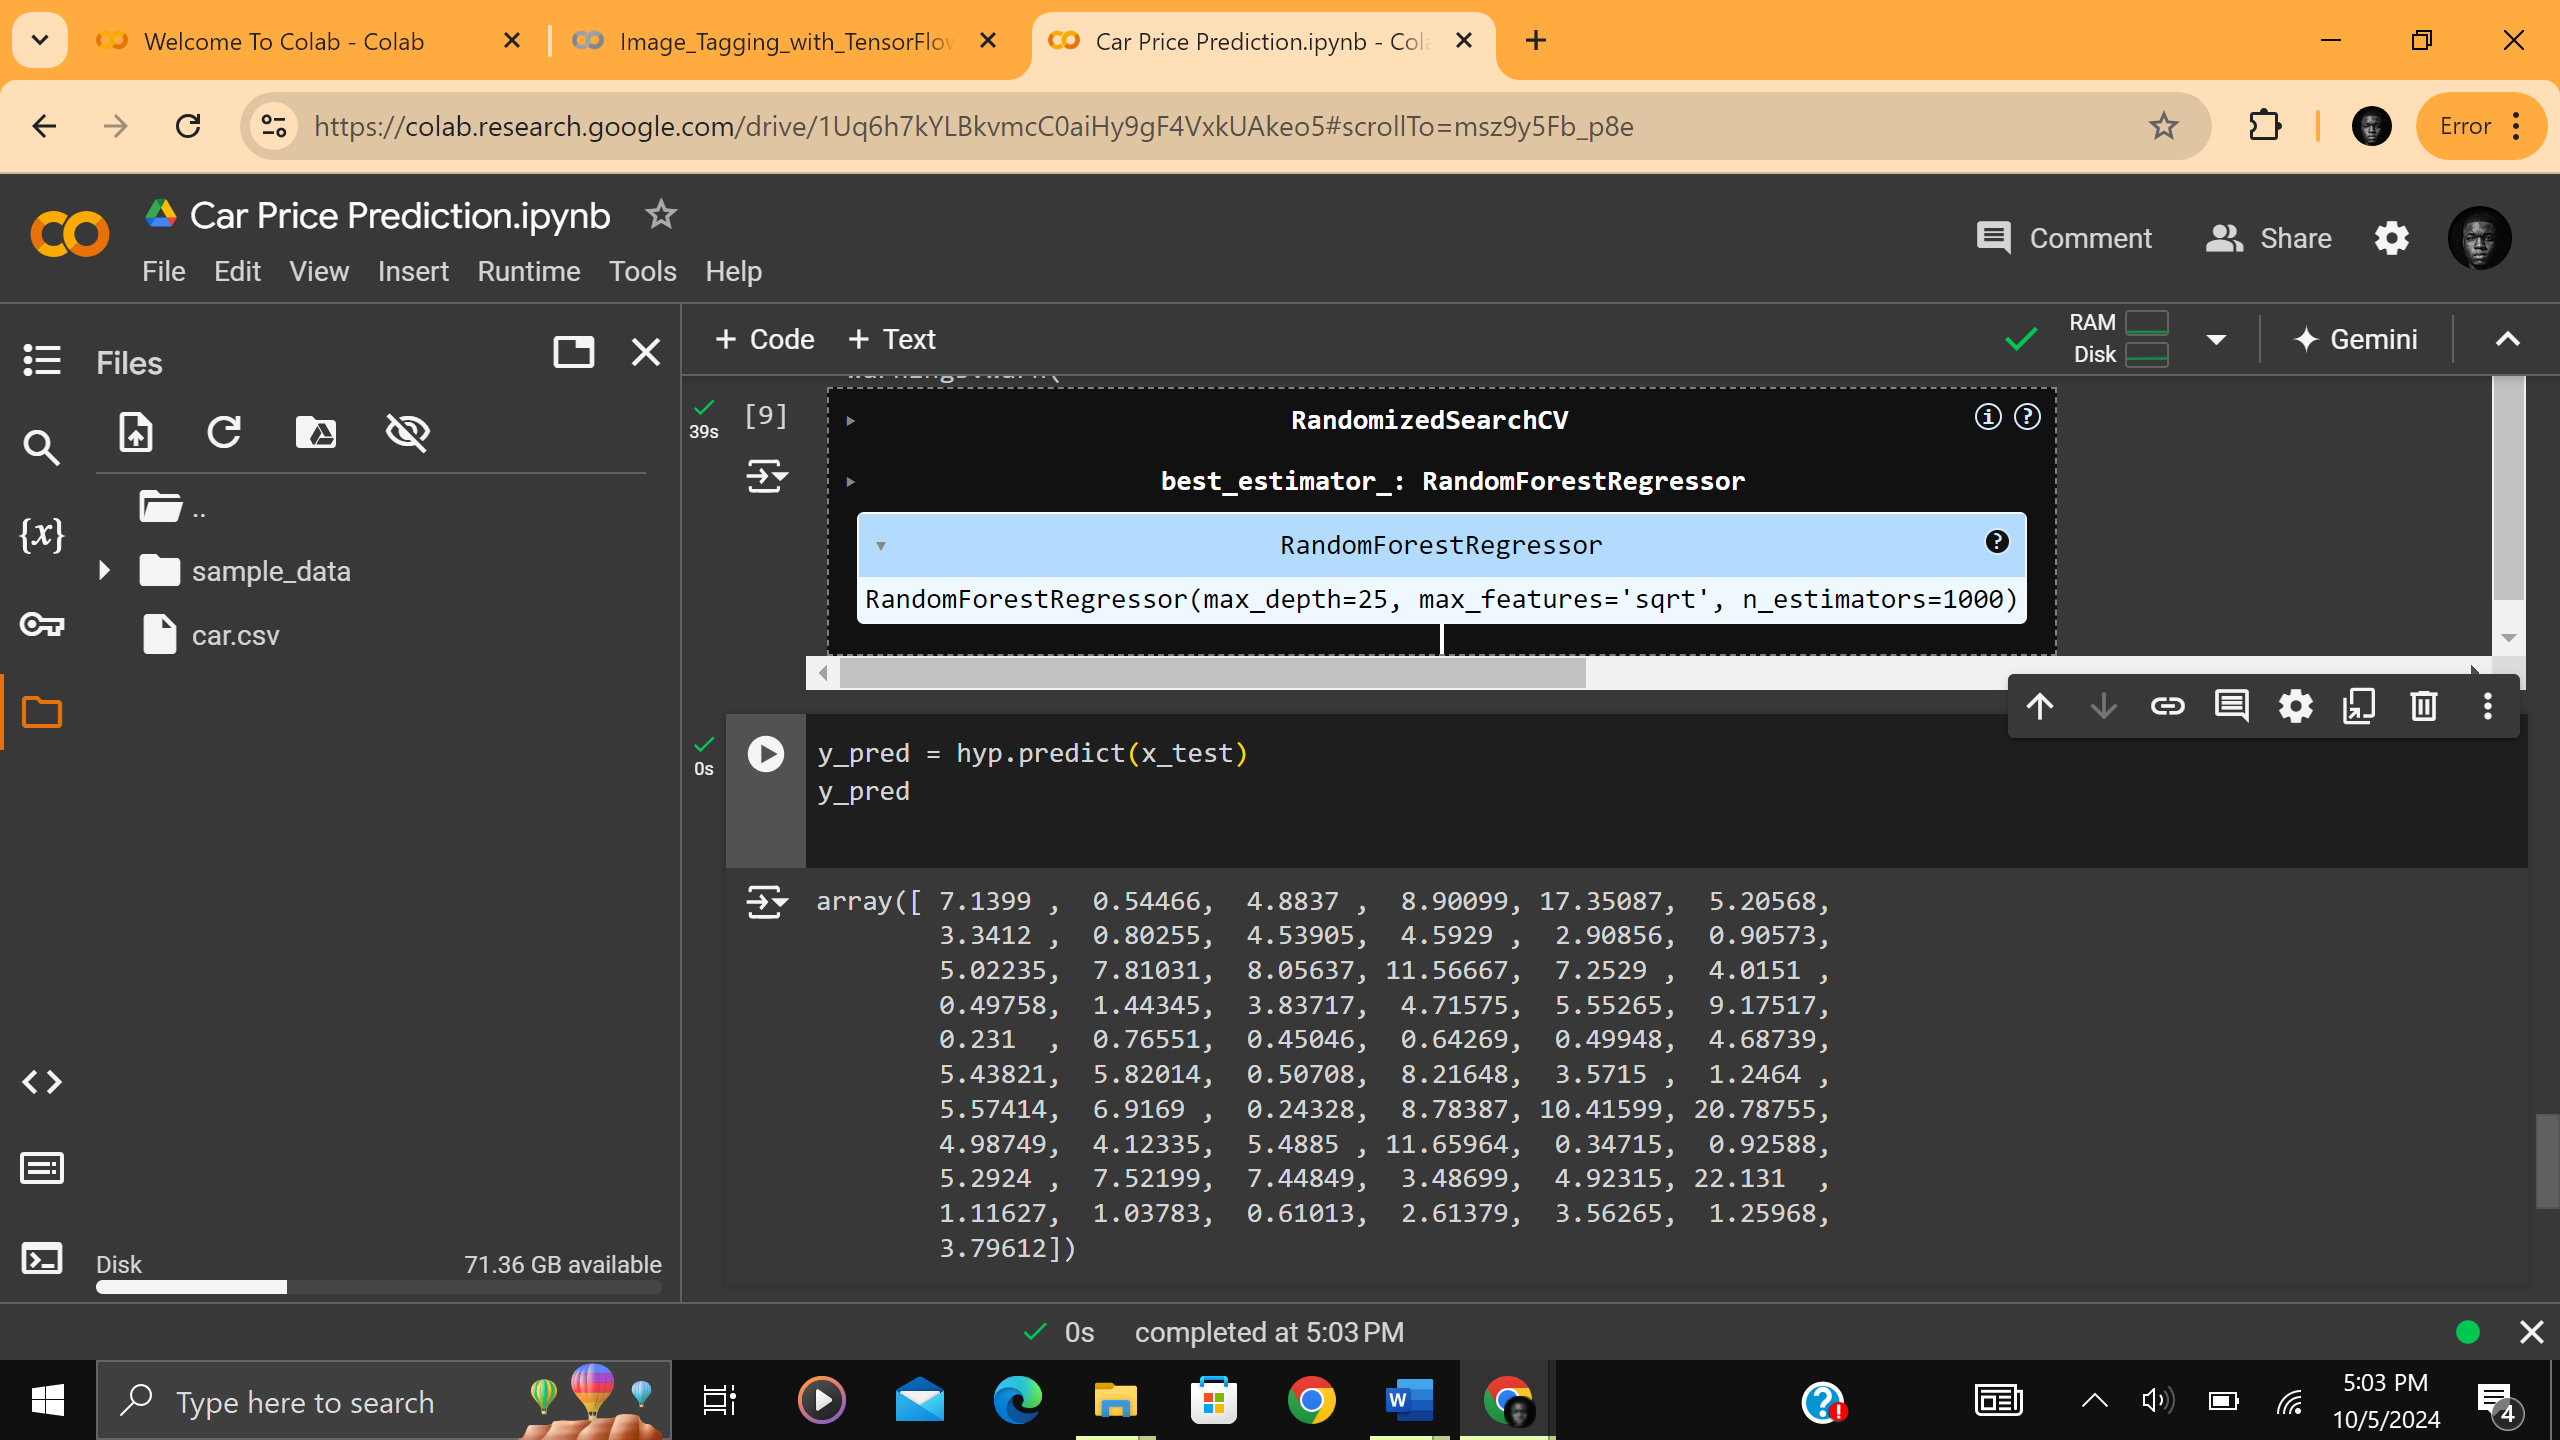 Welcome To Colab - Colab
Image_Tagging_with_TensorFlow
Car Price Prediction.ipynb - Cola
https://colab.research.google.com/drive/1Uq6h7kYLBkvmcC0aiHy9gF4VxkUAkeo5#scrollTo=msz9y5Fb_p8e
Error
Car Price Prediction.ipynb
File Edit View Insert Runtime Tools Help
Comment
Share
Files
+ Code + Text
RAM
Disk
Gemini
..
sample_data
car.csv
{x}
Disk 71.36 GB available
39s
[9]
RandomizedSearchCV
best_estimator_: RandomForestRegressor
RandomForestRegressor
RandomForestRegressor(max_depth=25, max_features='sqrt', n_estimators=1000)
0s
y_pred = hyp.predict(x_test)
y_pred
array([ 7.1399 , 0.54466, 4.8837 , 8.90099, 17.35087, 5.20568,
3.3412 , 0.80255, 4.53905, 4.5929 , 2.90856, 0.90573,
5.02235, 7.81031, 8.05637, 11.56667, 7.2529 , 4.0151 ,
0.49758, 1.44345, 3.83717, 4.71575, 5.55265, 9.17517,
0.231 , 0.76551, 0.45046, 0.64269, 0.49948, 4.68739,
5.43821, 5.82014, 0.50708, 8.21648, 3.5715 , 1.2464 ,
5.57414, 6.9169 , 0.24328, 8.78387, 10.41599, 20.78755,
4.98749, 4.12335, 5.4885 , 11.65964, 0.34715, 0.92588,
5.2924 , 7.52199, 7.44849, 3.48699, 4.92315, 22.131 ,
1.11627, 1.03783, 0.61013, 2.61379, 3.56265, 1.25968,
3.79612])
0s completed at 5:03 PM
Type here to search
5:03 PM
10/5/2024
4